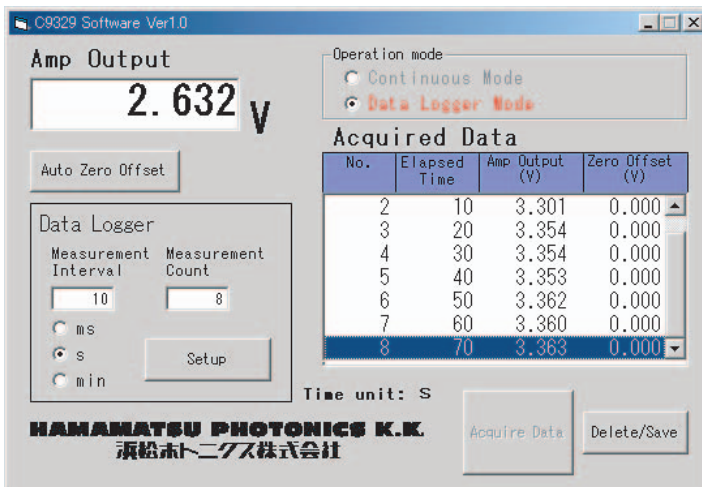 C9329 Software Ver1.0
Amp Output
2.632 V
Auto Zero Offset
Operation mode
Continuous Mode
Data Logger Mode
Acquired Data
No. Elapsed Time Amp Output (V) Zero Offset (V)
2 10 3.301 0.000
3 20 3.354 0.000
4 30 3.354 0.000
5 40 3.353 0.000
6 50 3.362 0.000
7 60 3.360 0.000
8 70 3.363 0.000
Data Logger
Measurement Interval Measurement Count
10 8
ms
s
min
Setup
Time unit: S
HAMAMATSU PHOTONICS K.K.
浜松ホトニクス株式会社
Acquire Data
Delete/Save